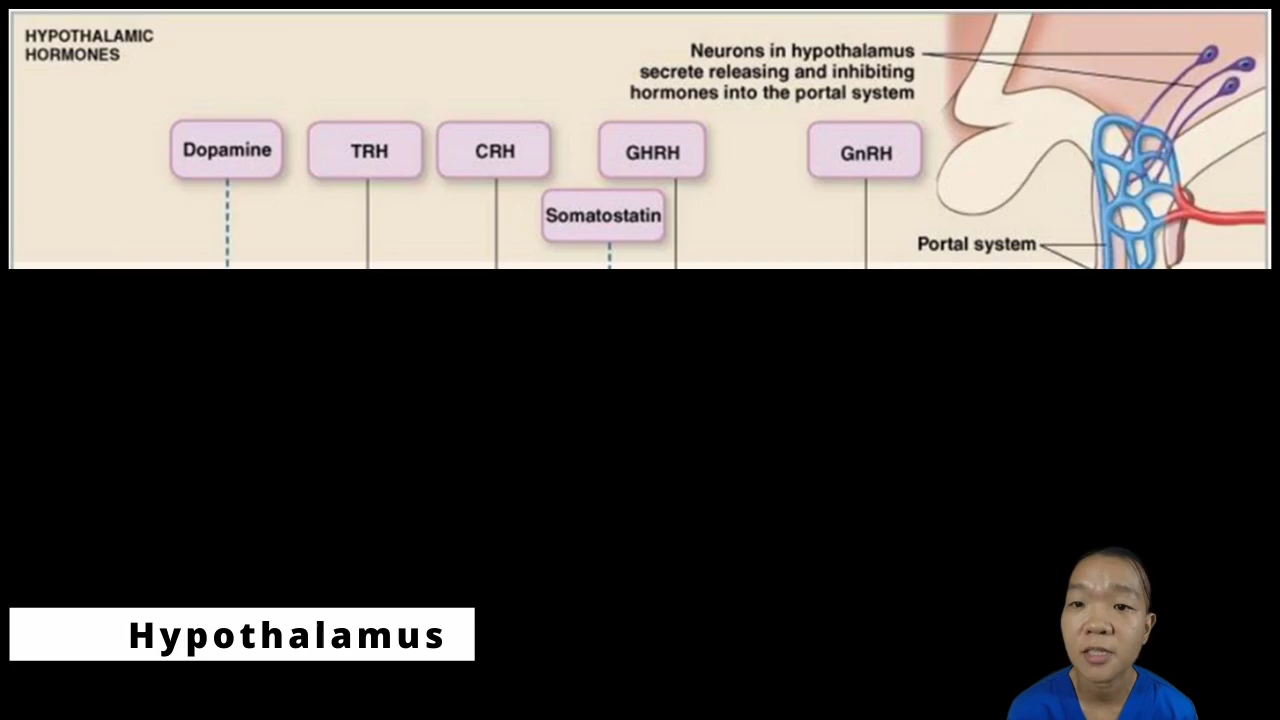 HYPOTHALAMIC
HORMONES
Neurons in hypothalamus
secrete releasing and inhibiting
hormones into the portal system
Dopamine
TRH
CRH
GHRH
GnRH
Somatostatin
Portal system
Hypothalamus